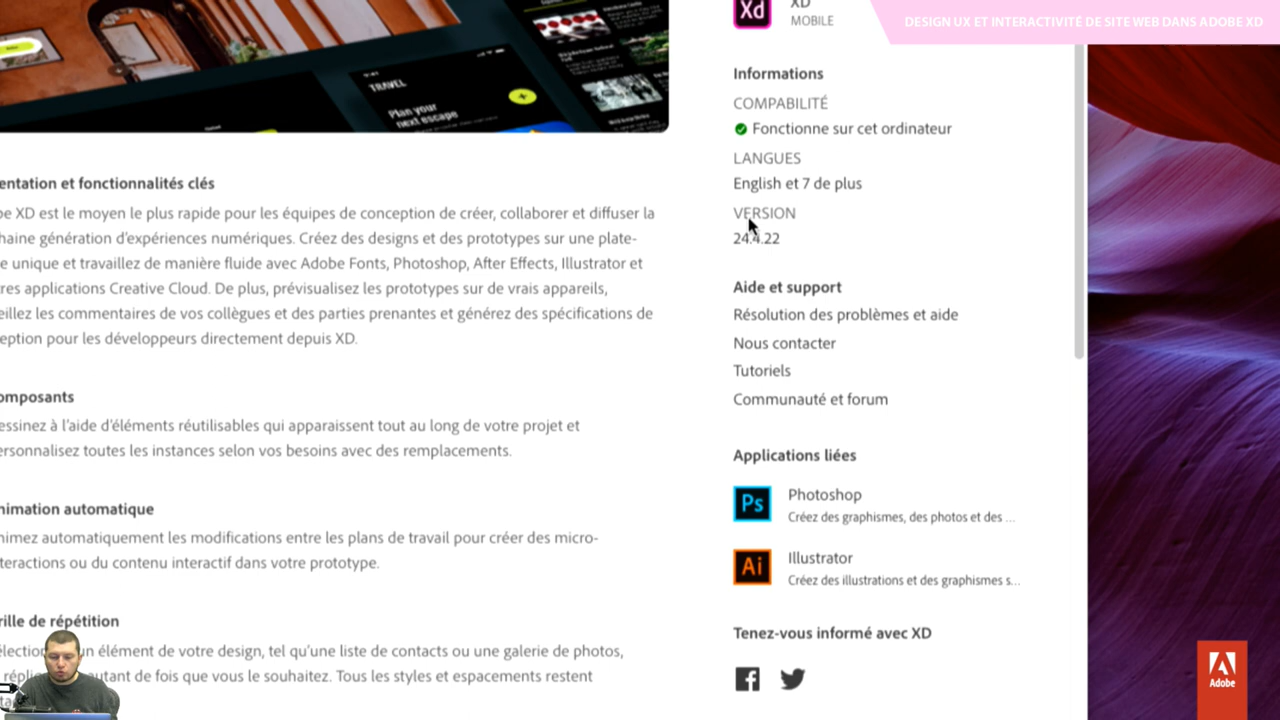 XD
MOBILE
DESIGN UX ET INTERACTIVITÉ DE SITE WEB DANS ADOBE XD
TRAVEL
Plan your
next escape
Informations
COMPABILITÉ
Fonctionne sur cet ordinateur
LANGUES
English et 7 de plus
VERSION
24.4.22
Aide et support
Résolution des problèmes et aide
Nous contacter
Tutoriels
Communauté et forum
Applications liées
Ps
Photoshop
Créez des graphismes, des photos et des ...
Ai
Illustrator
Créez des illustrations et des graphismes s...
Tenez-vous informé avec XD
entation et fonctionnalités clés
be XD est le moyen le plus rapide pour les équipes de conception de créer, collaborer et diffuser la
haine génération d'expériences numériques. Créez des designs et des prototypes sur une plate-
e unique et travaillez de manière fluide avec Adobe Fonts, Photoshop, After Effects, Illustrator et
res applications Creative Cloud. De plus, prévisualisez les prototypes sur de vrais appareils,
eillez les commentaires de vos collègues et des parties prenantes et générez des spécifications de
eption pour les développeurs directement depuis XD.
omposants
essinez à l'aide d'éléments réutilisables qui apparaissent tout au long de votre projet et
ersonnalisez toutes les instances selon vos besoins avec des remplacements.
nimation automatique
nimez automatiquement les modifications entre les plans de travail pour créer des micro-
teractions ou du contenu interactif dans votre prototype.
rille de répétition
élection un élément de votre design, tel qu'une liste de contacts ou une galerie de photos,
répli autant de fois que vous le souhaitez. Tous les styles et espacements restent
Xd
Adobe